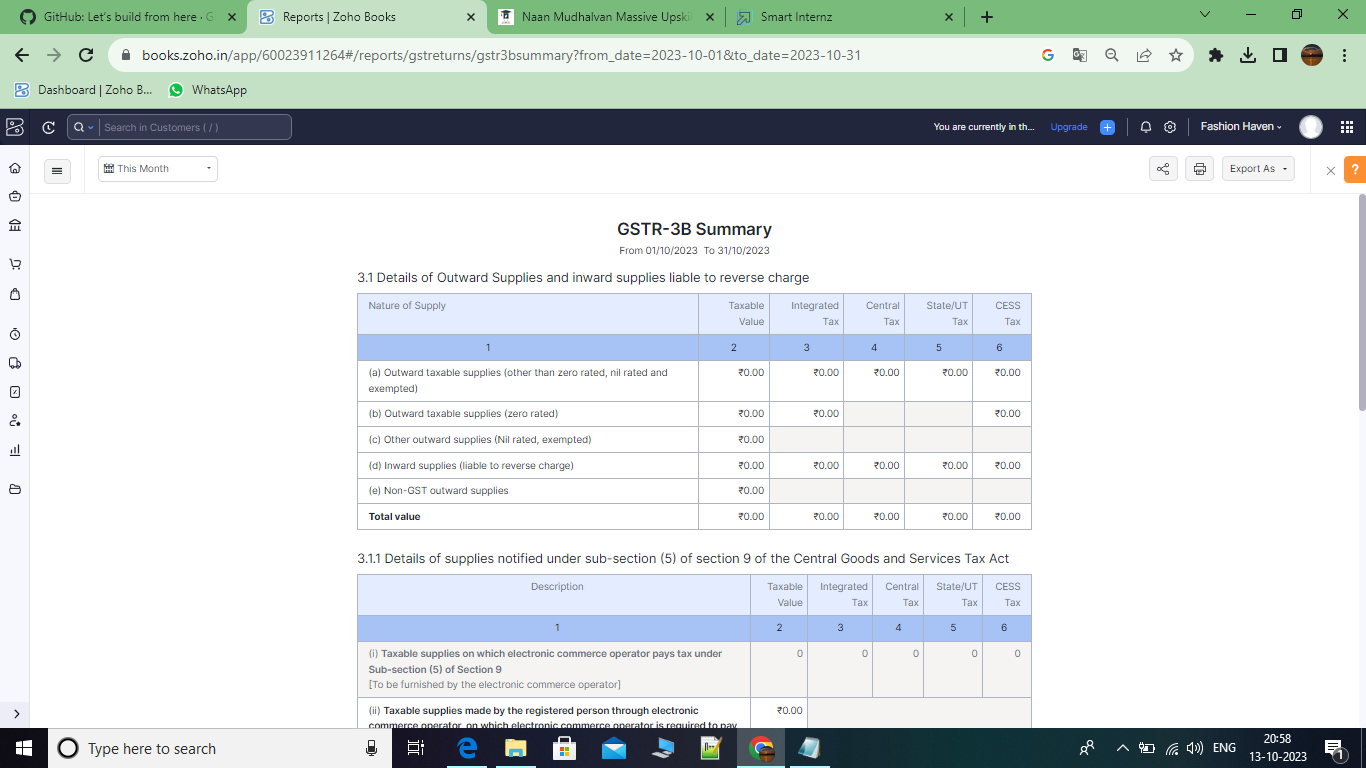 GitHub: Let's build from here · G
Reports | Zoho Books
Naan Mudhalvan Massive Upski
Smart Internz
books.zoho.in/app/60023911264#/reports/gstreturns/gstr3bsummary?from_date=2023-10-01&to_date=2023-10-31
Dashboard | Zoho B...
WhatsApp
Search in Customers ( / )
You are currently in th...
Upgrade
Fashion Haven
This Month
Export As
?
GSTR-3B Summary
From 01/10/2023 To 31/10/2023
3.1 Details of Outward Supplies and inward supplies liable to reverse charge
Nature of Supply Taxable Value Integrated Tax Central Tax State/UT Tax CESS Tax
1 2 3 4 5 6
(a) Outward taxable supplies (other than zero rated, nil rated and exempted) ₹0.00 ₹0.00 ₹0.00 ₹0.00 ₹0.00
(b) Outward taxable supplies (zero rated) ₹0.00 ₹0.00 ₹0.00
(c) Other outward supplies (Nil rated, exempted) ₹0.00
(d) Inward supplies (liable to reverse charge) ₹0.00 ₹0.00 ₹0.00 ₹0.00 ₹0.00
(e) Non-GST outward supplies ₹0.00
Total value ₹0.00 ₹0.00 ₹0.00 ₹0.00 ₹0.00
3.1.1 Details of supplies notified under sub-section (5) of section 9 of the Central Goods and Services Tax Act
Description Taxable Value Integrated Tax Central Tax State/UT Tax CESS Tax
1 2 3 4 5 6
(i) Taxable supplies on which electronic commerce operator pays tax under 0 0 0 0 0
Sub-section (5) of Section 9
[To be furnished by the electronic commerce operator]
(ii) Taxable supplies made by the registered person through electronic ₹0.00
commerce operator, on which electronic commerce operator is required to pay
Type here to search
ENG
20:58
13-10-2023
1